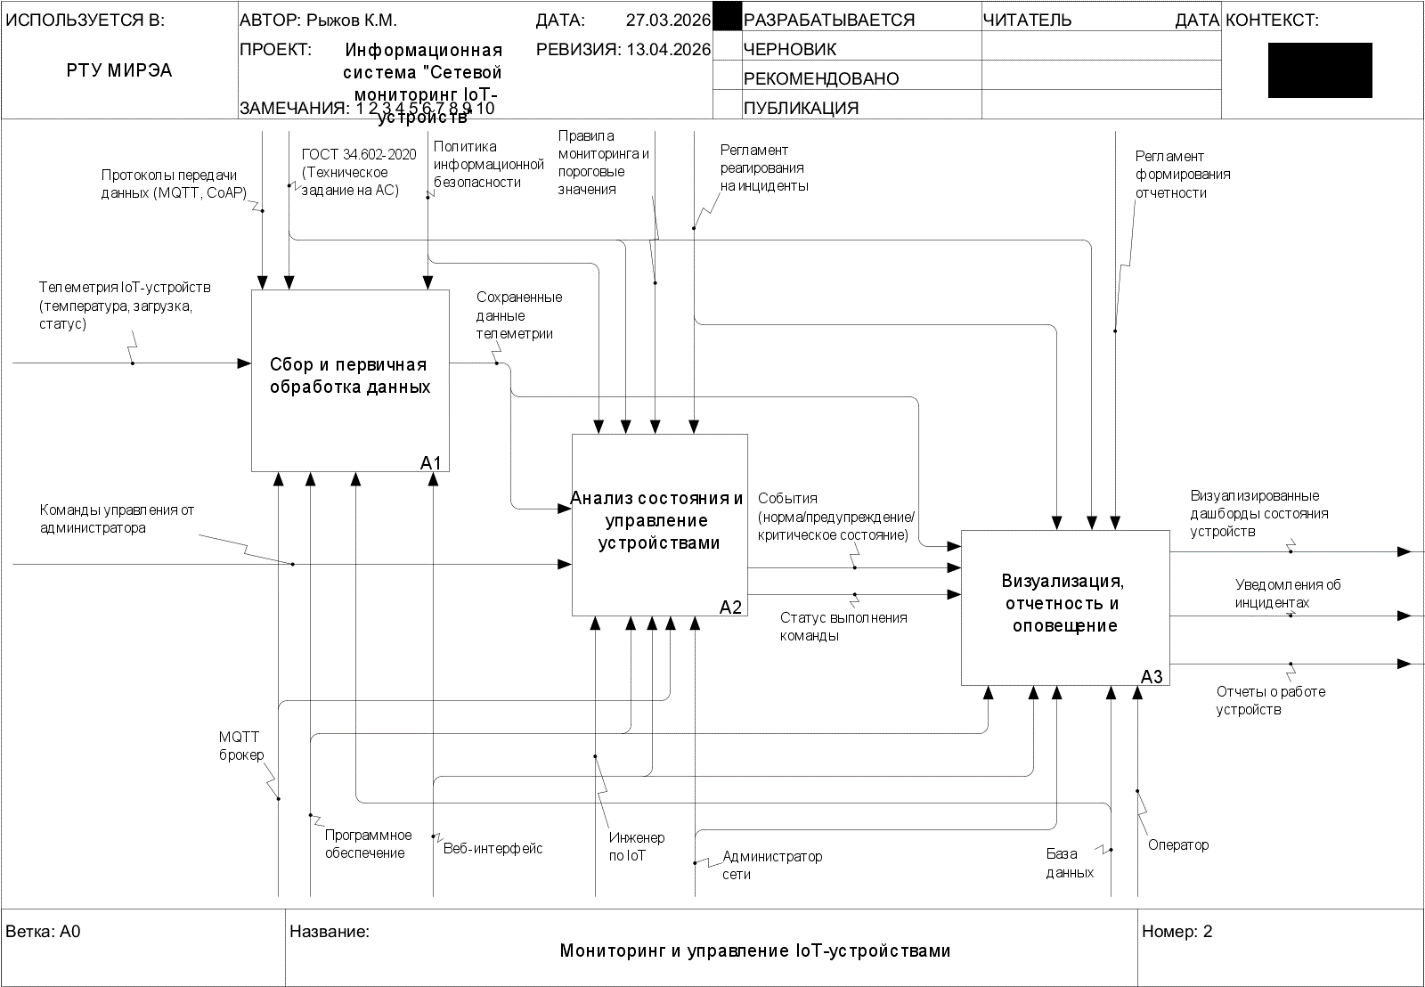 ИСПОЛЬЗУЕТСЯ В:
РТУ МИРЭА
АВТОР: Рыжов К.М.
ДАТА: 27.03.2026
ПРОЕКТ: Информационная
система "Сетевой
мониторинг IoT-
устройств"
РЕВИЗИЯ: 13.04.2026
ЗАМЕЧАНИЯ: 1 2 3 4 5 6 7 8 9 10
РАЗРАБАТЫВАЕТСЯ
ЧЕРНОВИК
РЕКОМЕНДОВАНО
ПУБЛИКАЦИЯ
ЧИТАТЕЛЬ
ДАТА
КОНТЕКСТ:
Протоколы передачи
данных (MQTT, CoAP)
ГОСТ 34.602-2020
(Техническое
задание на АС)
Политика
информационной
безопасности
Правила
мониторинга и
пороговые
значения
Регламент
реагирования
на инциденты
Регламент
формирования
отчетности
Телеметрия IoT-устройств
(температура, загрузка,
статус)
Сбор и первичная
обработка данных
A1
Сохраненные
данные
телеметрии
Команды управления от
администратора
Анализ состояния и
управление
устройствами
A2
События
(норма/предупреждение/
критическое состояние)
Статус выполнения
команды
Визуализация,
отчетность и
оповещение
A3
Визуализированные
дашборды состояния
устройств
Уведомления об
инцидентах
Отчеты о работе
устройств
MQTT
брокер
Программное
обеспечение
Веб-интерфейс
Инженер
по IoT
Администратор
сети
База
данных
Оператор
Ветка: A0
Название:
Мониторинг и управление IoT-устройствами
Номер: 2